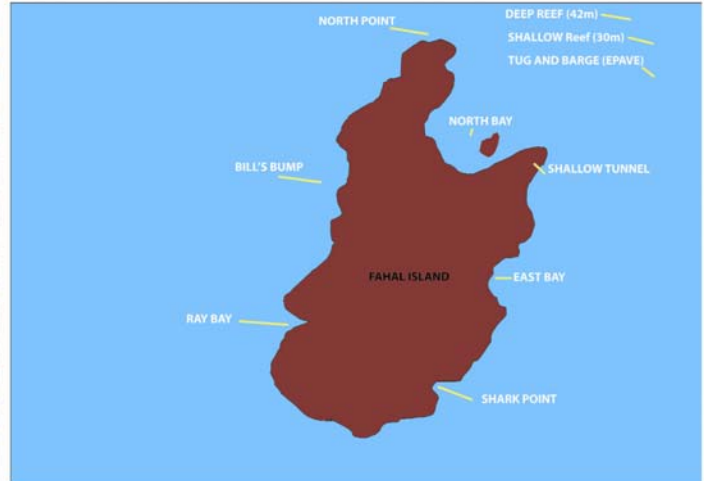 NORTH POINT
DEEP REEF (42m)
SHALLOW Reef (30m)
TUG AND BARGE (EPAVE)
NORTH BAY
BILL'S BUMP
SHALLOW TUNNEL
FAHAL ISLAND
EAST BAY
RAY BAY
SHARK POINT